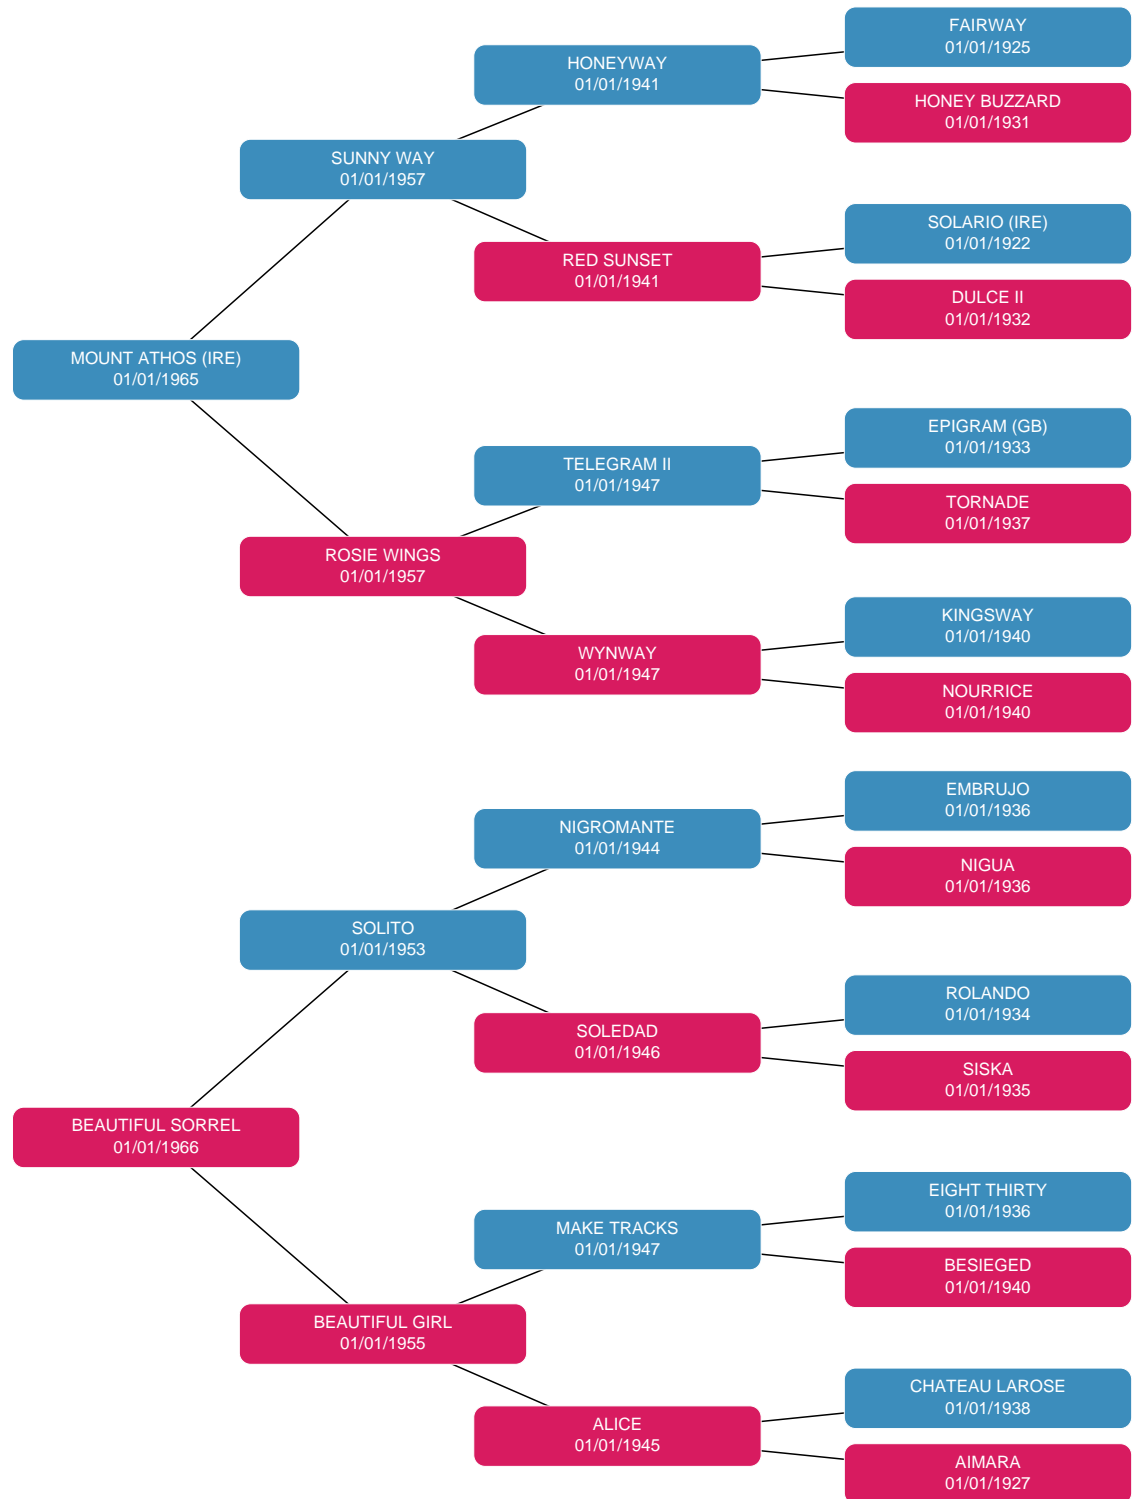 FAIRWAY
01/01/1925
HONEYWAY
01/01/1941
HONEY BUZZARD
01/01/1931
SUNNY WAY
01/01/1957
SOLARIO (IRE)
01/01/1922
RED SUNSET
01/01/1941
DULCE II
01/01/1932
MOUNT ATHOS (IRE)
01/01/1965
EPIGRAM (GB)
01/01/1933
TELEGRAM II
01/01/1947
TORNADE
01/01/1937
ROSIE WINGS
01/01/1957
KINGSWAY
01/01/1940
WYNWAY
01/01/1947
NOURRICE
01/01/1940
EMBRUJO
01/01/1936
NIGROMANTE
01/01/1944
NIGUA
01/01/1936
SOLITO
01/01/1953
ROLANDO
01/01/1934
SOLEDAD
01/01/1946
SISKA
01/01/1935
BEAUTIFUL SORREL
01/01/1966
EIGHT THIRTY
01/01/1936
MAKE TRACKS
01/01/1947
BESIEGED
01/01/1940
BEAUTIFUL GIRL
01/01/1955
CHATEAU LAROSE
01/01/1938
ALICE
01/01/1945
AIMARA
01/01/1927